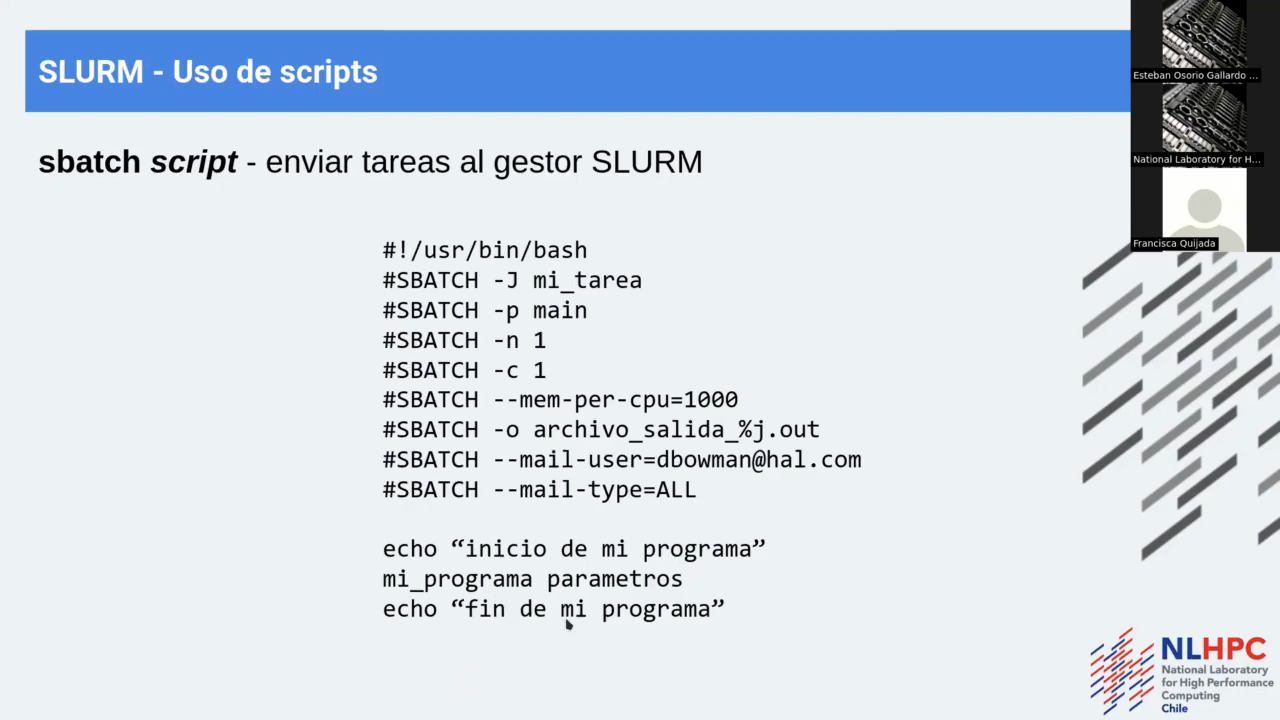 SLURM - Uso de scripts
sbatch script - enviar tareas al gestor SLURM
#!/usr/bin/bash
#SBATCH -J mi_tarea
#SBATCH -p main
#SBATCH -n 1
#SBATCH -c 1
#SBATCH --mem-per-cpu=1000
#SBATCH -o archivo_salida_%j.out
#SBATCH --mail-user=dbowman@hal.com
#SBATCH --mail-type=ALL
echo “inicio de mi programa”
mi_programa parametros
echo “fin de mi programa”
Esteban Osorio Gallardo ...
National Laboratory for H...
Francisca Quijada
NLHPC
National Laboratory
for High Performance
Computing
Chile